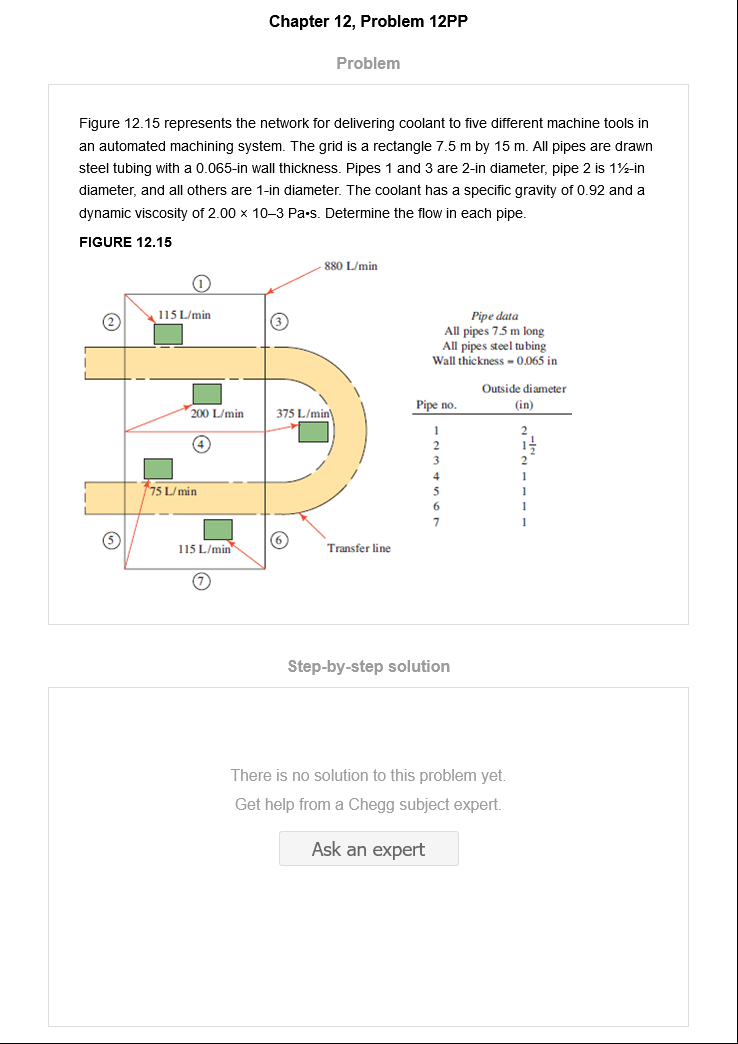 Chapter 12, Problem 12PP
Problem
Figure 12.15 represents the network for delivering coolant to five different machine tools in
an automated machining system. The grid is a rectangle 7.5 m by 15 m. All pipes are drawn
steel tubing with a 0.065-in wall thickness. Pipes 1 and 3 are 2-in diameter, pipe 2 is 1½-in
diameter, and all others are 1-in diameter. The coolant has a specific gravity of 0.92 and a
dynamic viscosity of 2.00 × 10–3 Pa•s. Determine the flow in each pipe.
FIGURE 12.15
880 L/min
1
115 L/min
2
3
200 L/min
375 L/min
4
75 L/min
5
115 L/min
6
Transfer line
7
Pipe data
All pipes 7.5 m long
All pipes steel tubing
Wall thickness = 0.065 in
Outside diameter
Pipe no. (in)
1 2
2 1 1/2
3 2
4 1
5 1
6 1
7 1
Step-by-step solution
There is no solution to this problem yet.
Get help from a Chegg subject expert.
Ask an expert